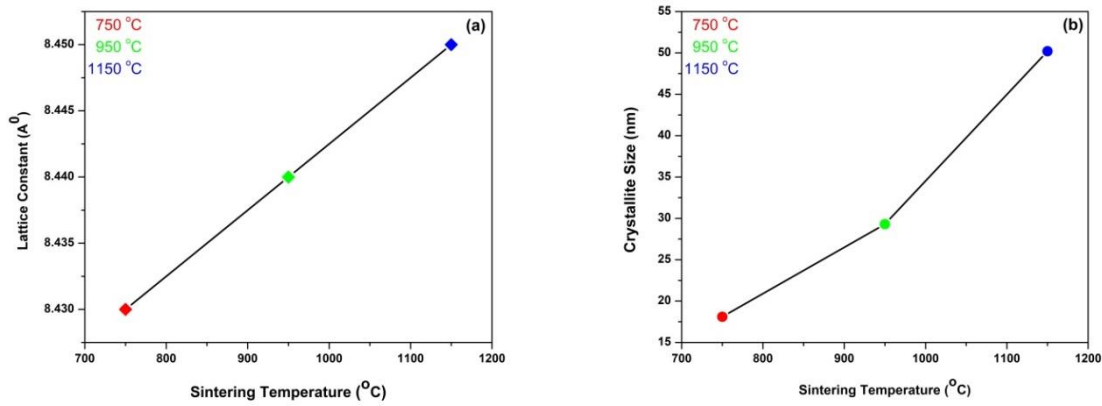 (a)
750 °C
950 °C
1150 °C
8.450
8.445
8.440
8.435
8.430
Lattice Constant (A⁰)
700 800 900 1000 1100 1200
Sintering Temperature (°C)
(b)
750 °C
950 °C
1150 °C
55
50
45
40
35
30
25
20
15
Crystallite Size (nm)
700 800 900 1000 1100 1200
Sintering Temperature (°C)